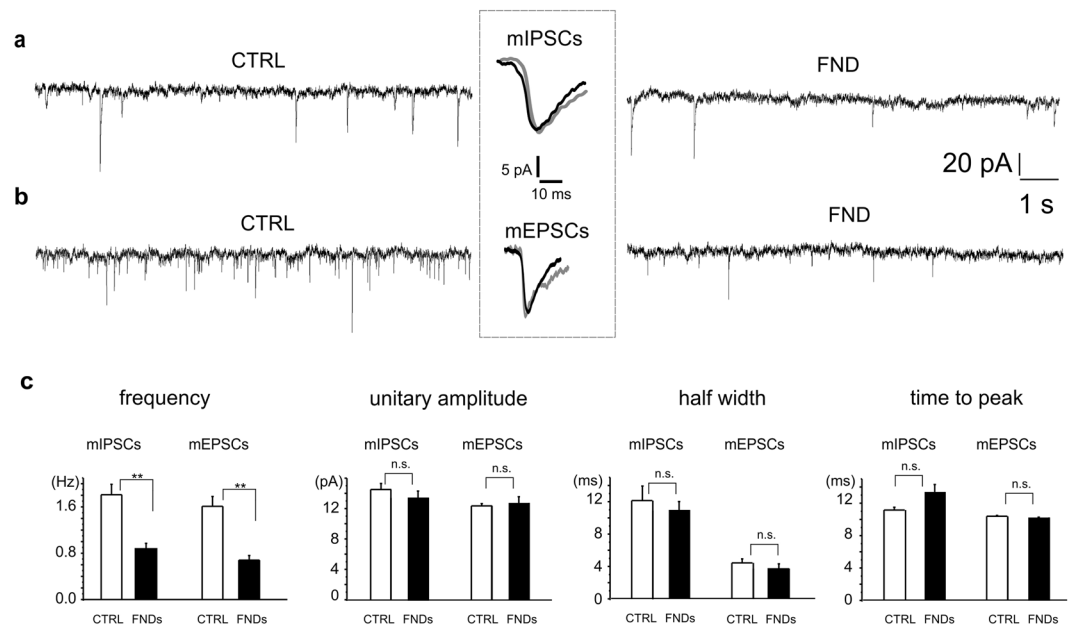 a
CTRL
mIPSCs
FND
5 pA
10 ms
20 pA
1 s
b
CTRL
mEPSCs
FND
c
frequency
unitary amplitude
half width
time to peak
mIPSCs
mEPSCs
mIPSCs
mEPSCs
mIPSCs
mEPSCs
mIPSCs
mEPSCs
(Hz)
1.6
0.8
0.0
**
**
CTRL FNDs
CTRL FNDs
(pA)
12
8
4
0
n.s.
n.s.
CTRL FNDs
CTRL FNDs
(ms)
12
8
4
0
n.s.
n.s.
CTRL FNDs
CTRL FNDs
(ms)
12
8
4
0
n.s.
n.s.
CTRL FNDs
CTRL FNDs